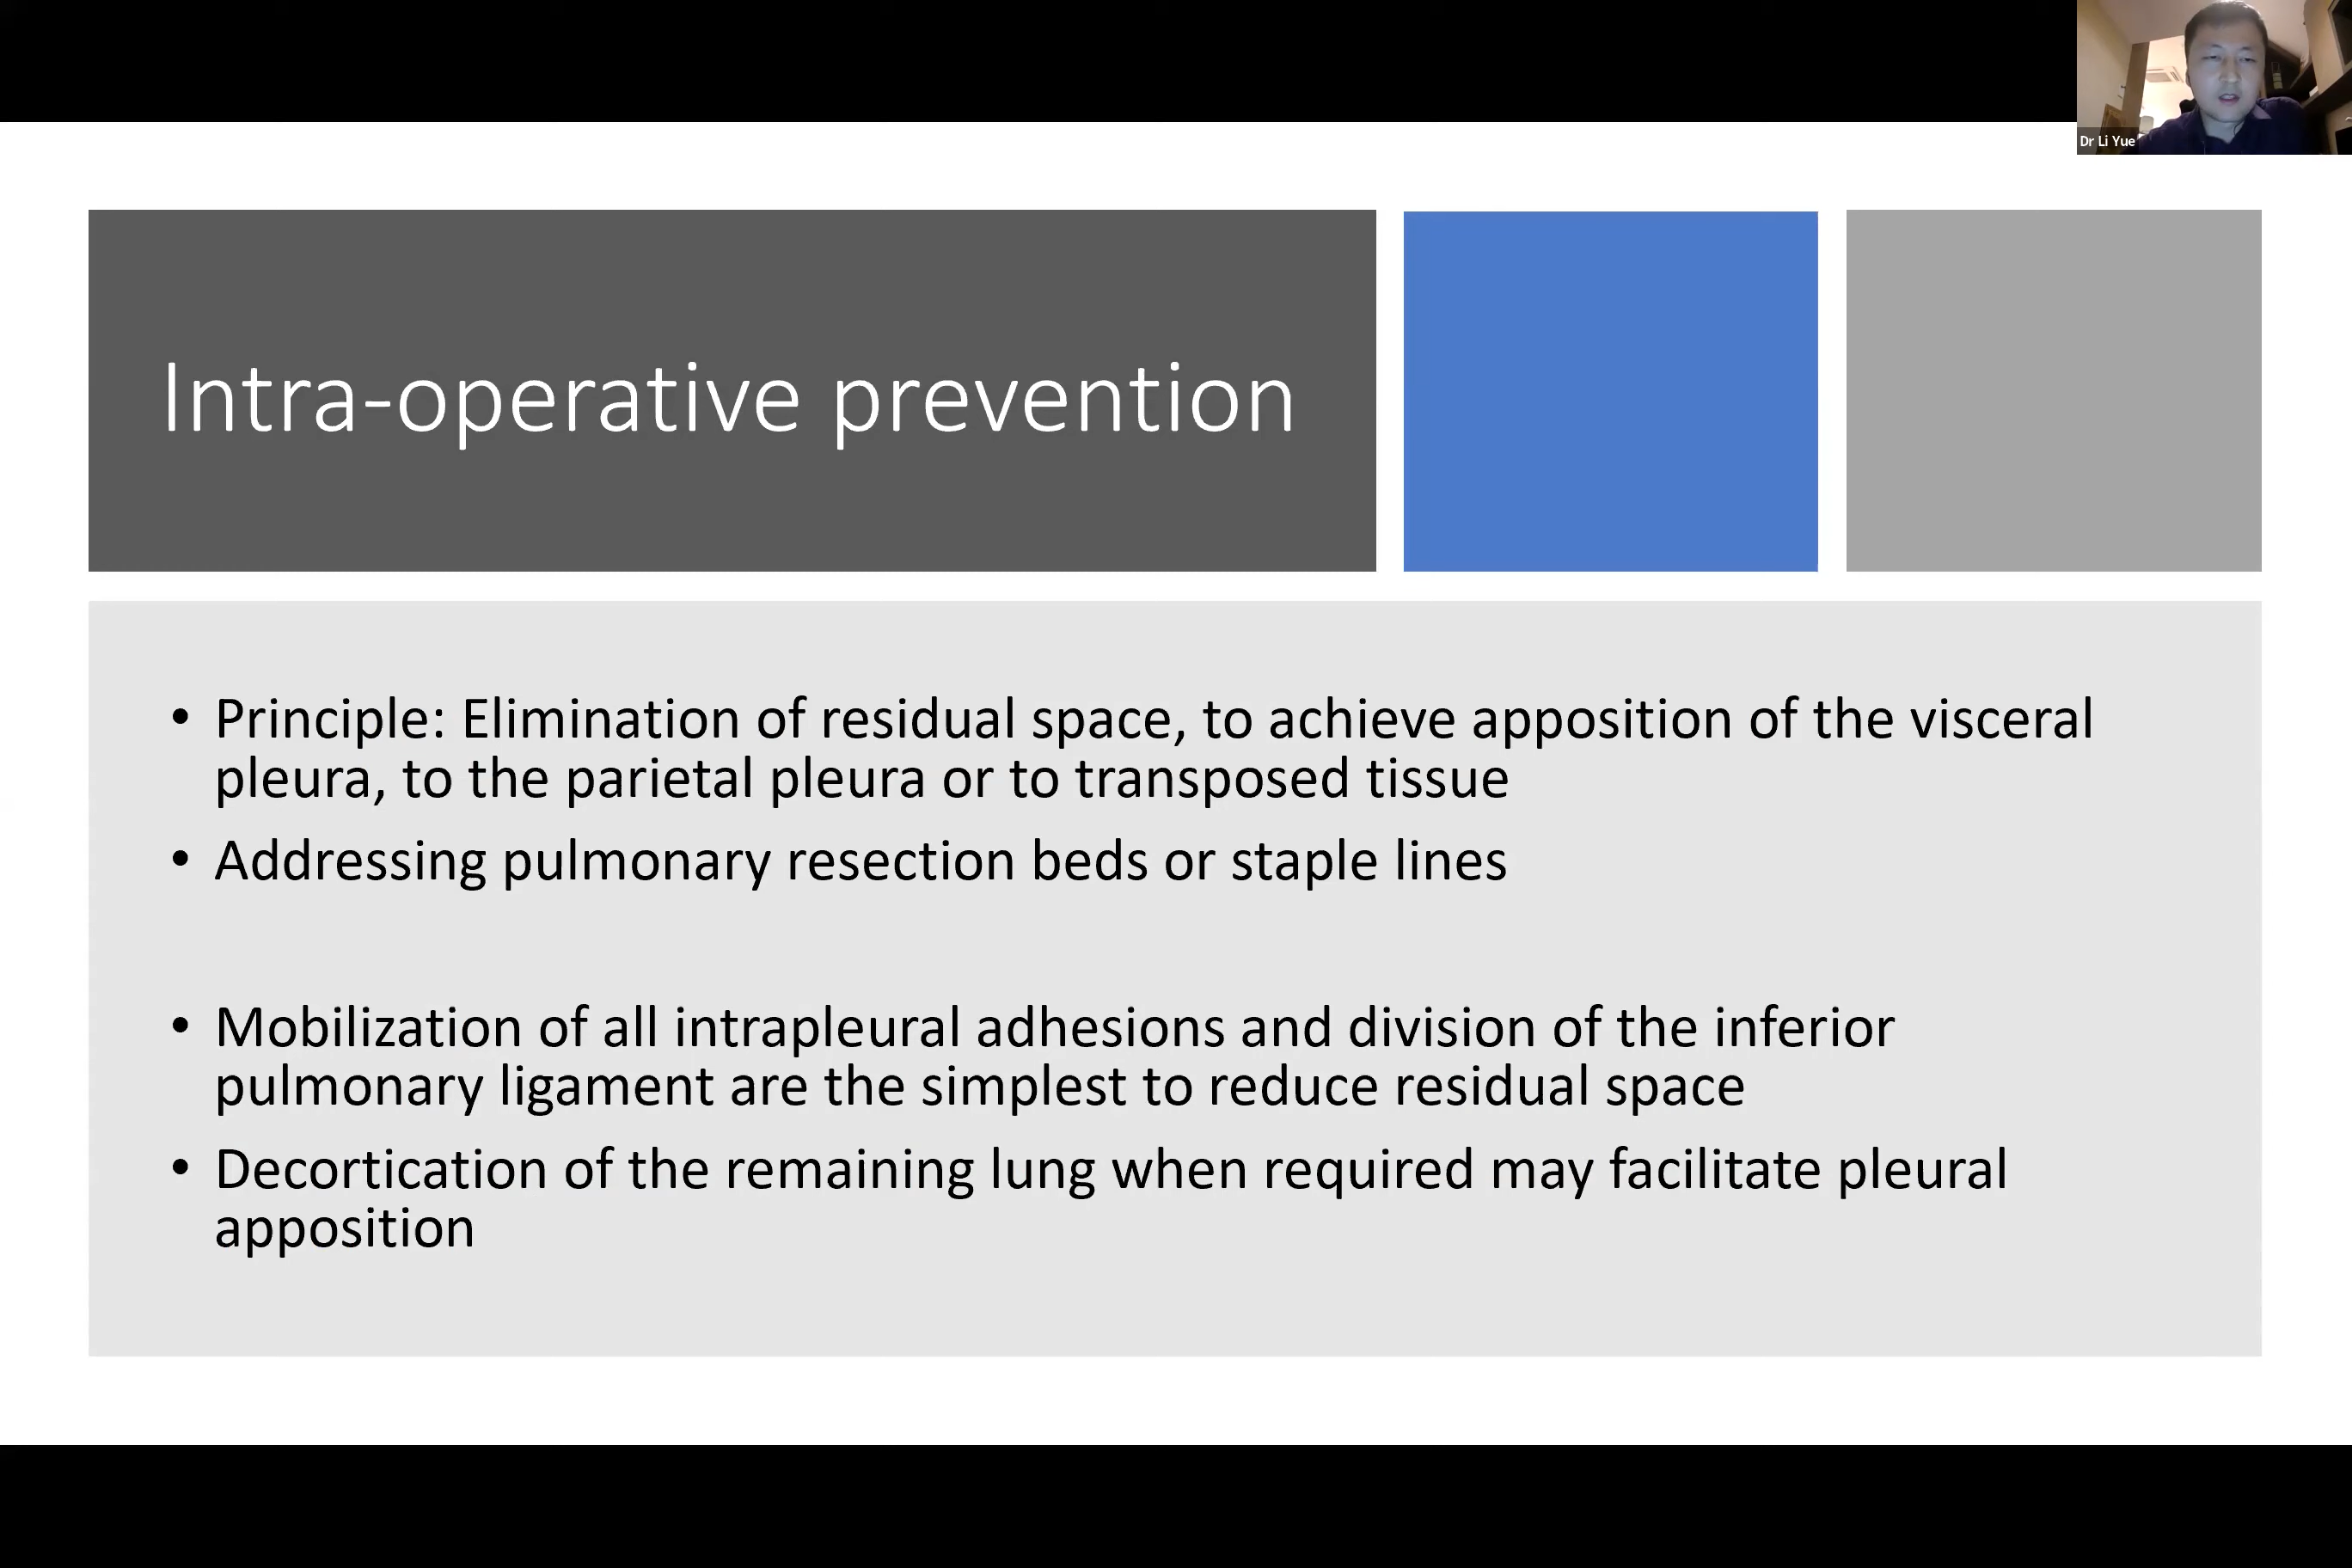 Dr Li Yue
Intra-operative prevention
• Principle: Elimination of residual space, to achieve apposition of the visceral
pleura, to the parietal pleura or to transposed tissue
• Addressing pulmonary resection beds or staple lines
• Mobilization of all intrapleural adhesions and division of the inferior
pulmonary ligament are the simplest to reduce residual space
• Decortication of the remaining lung when required may facilitate pleural
apposition